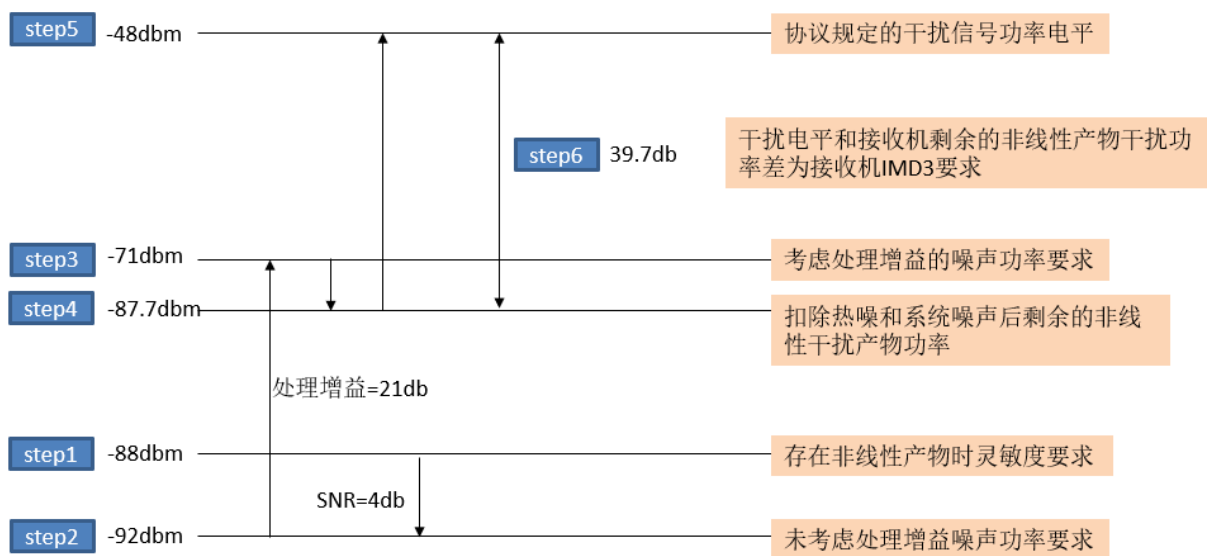 step5 -48dbm 协议规定的干扰信号功率电平
step6 39.7db
干扰电平和接收机剩余的非线性产物干扰功
率差为接收机IMD3要求
step3 -71dbm 考虑处理增益的噪声功率要求
step4 -87.7dbm
扣除热噪和系统噪声后剩余的非线
性干扰产物功率
处理增益=21db
step1 -88dbm 存在非线性产物时灵敏度要求
SNR=4db
step2 -92dbm 未考虑处理增益噪声功率要求